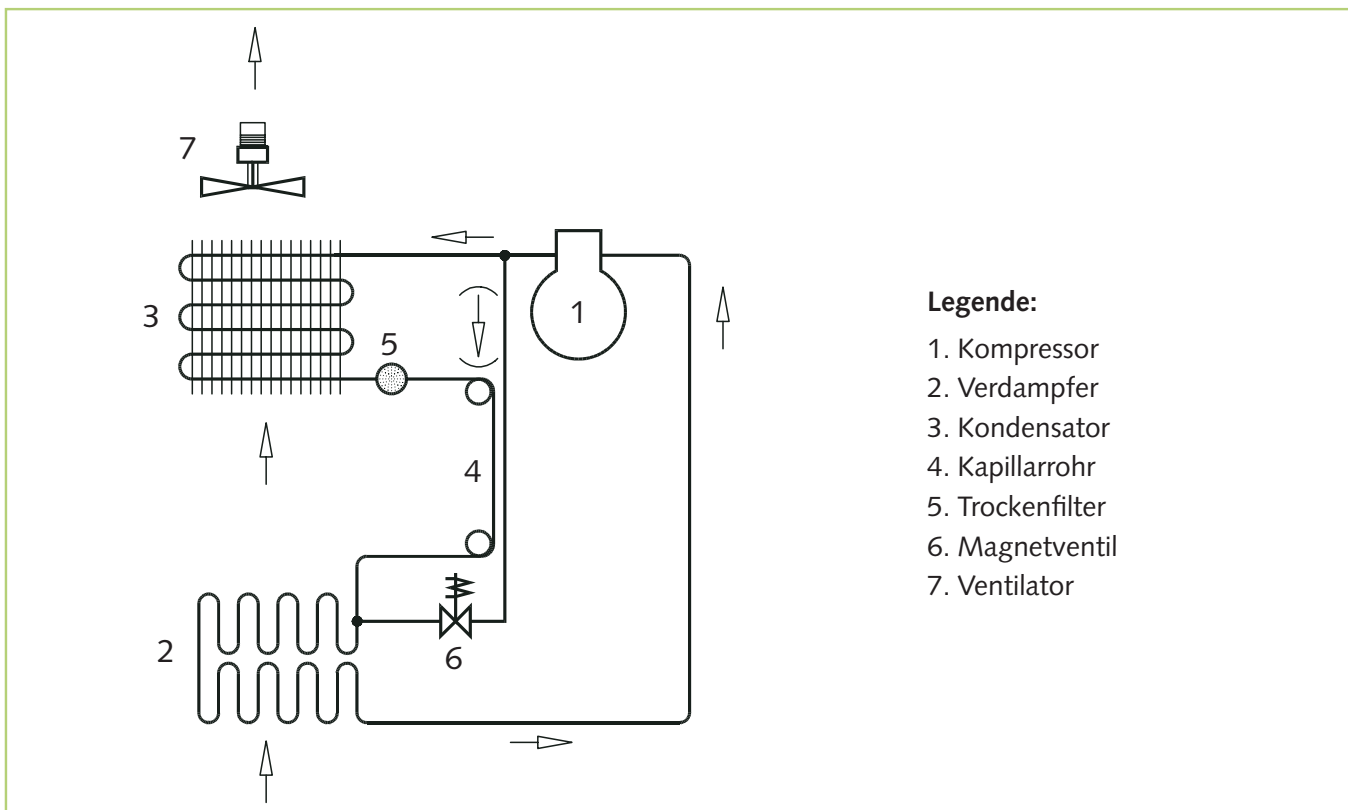 7
3
5
1
4
2
6
Legende:
1. Kompressor
2. Verdampfer
3. Kondensator
4. Kapillarrohr
5. Trockenfilter
6. Magnetventil
7. Ventilator